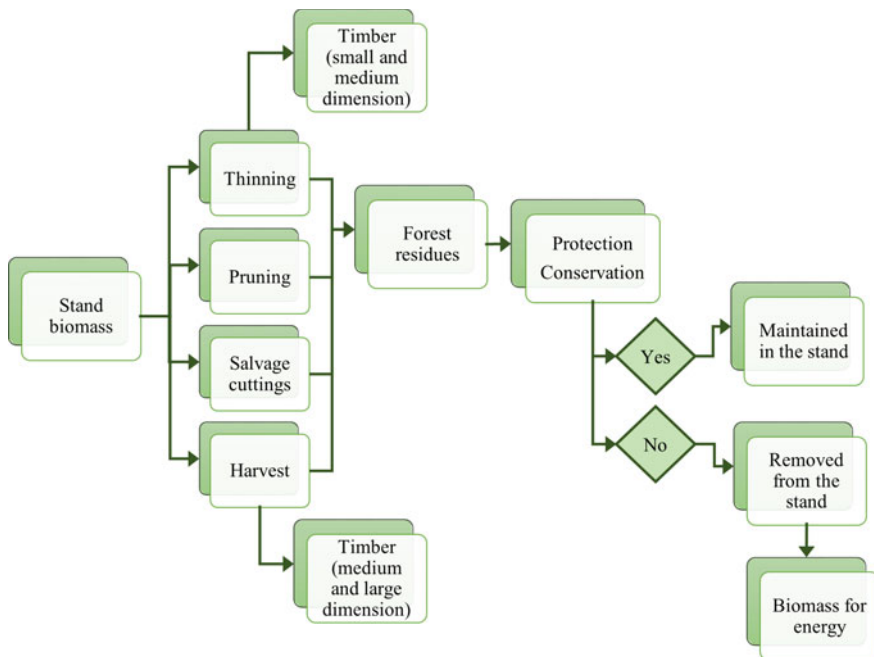 Timber
(small and
medium
dimension)
Thinning
Pruning
Stand
biomass
Salvage
cuttings
Harvest
Timber
(medium
and large
dimension)
Forest
residues
Protection
Conservation
Yes
Maintained
in the stand
No
Removed
from the
stand
Biomass for
energy